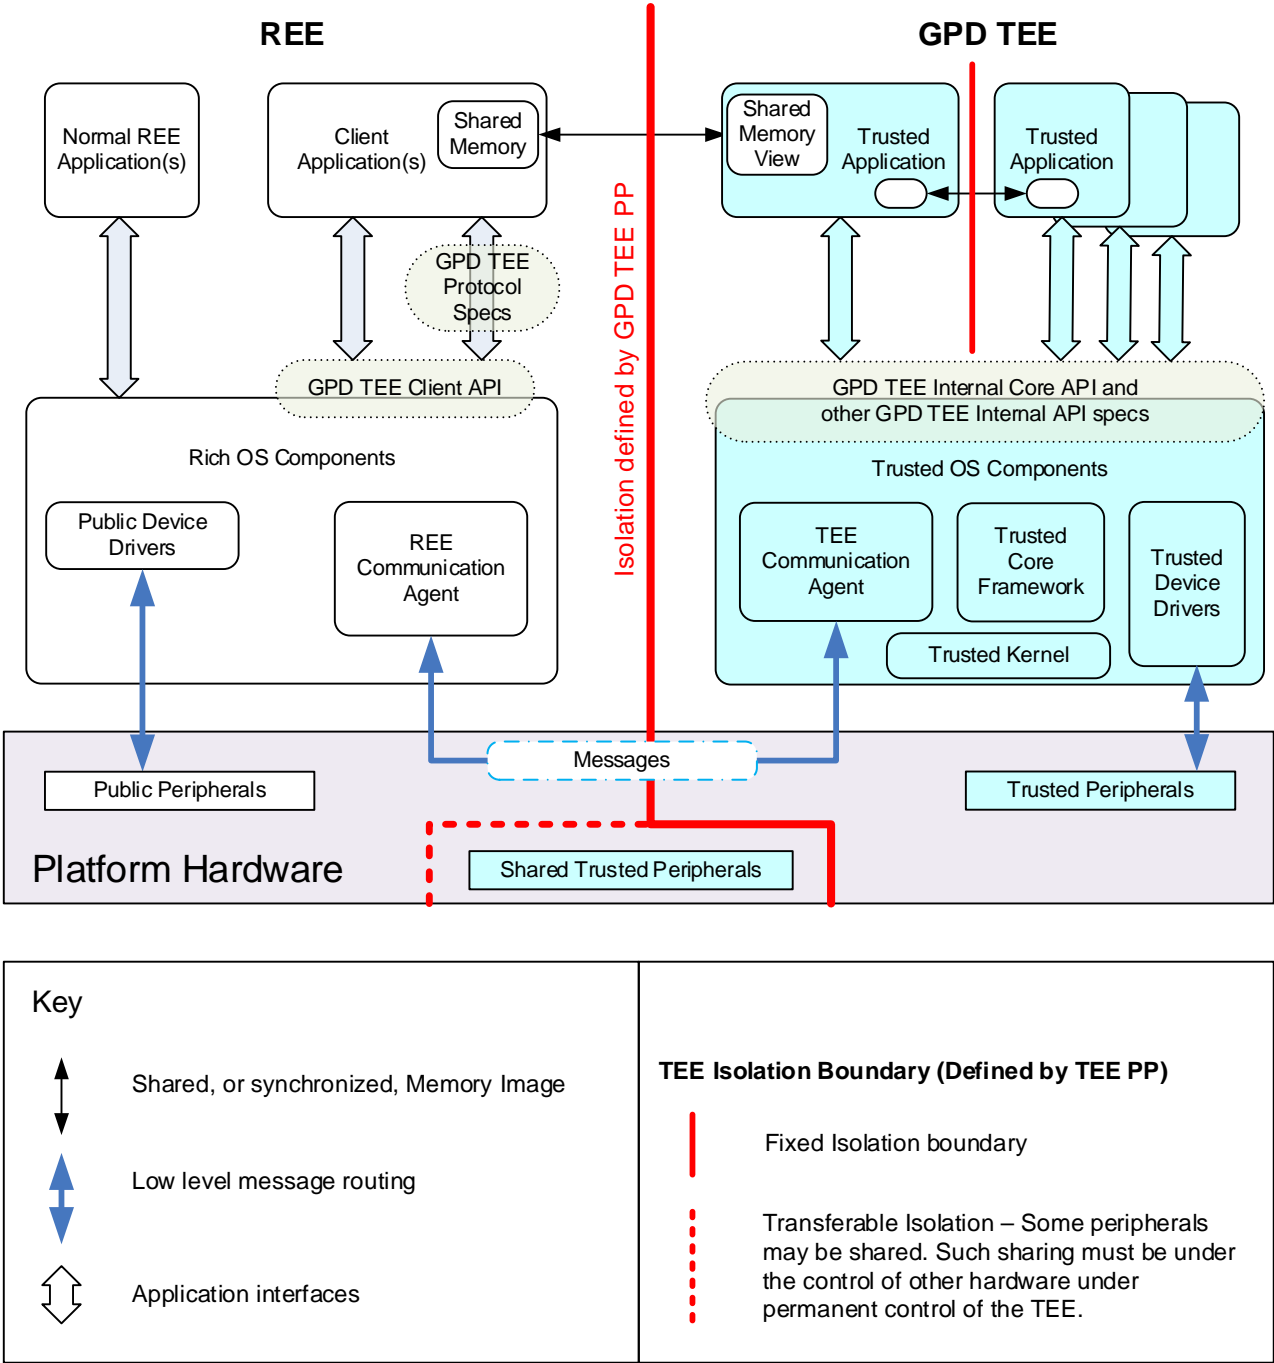 REE
GPD TEE
Normal REE
Application(s)
Client
Application(s)
Shared
Memory
Shared
Memory
View
Trusted
Application
Trusted
Application
GPD TEE
Protocol
Specs
Isolation defined by GPD TEE PP
GPD TEE Client API
GPD TEE Internal Core API and
other GPD TEE Internal API specs
Rich OS Components
Trusted OS Components
Public Device
Drivers
REE
Communication
Agent
TEE
Communication
Agent
Trusted
Core
Framework
Trusted
Device
Drivers
Trusted Kernel
Messages
Public Peripherals
Trusted Peripherals
Platform Hardware
Shared Trusted Peripherals
Key
Shared, or synchronized, Memory Image
Low level message routing
Application interfaces
TEE Isolation Boundary (Defined by TEE PP)
Fixed Isolation boundary
Transferable Isolation – Some peripherals
may be shared. Such sharing must be under
the control of other hardware under
permanent control of the TEE.